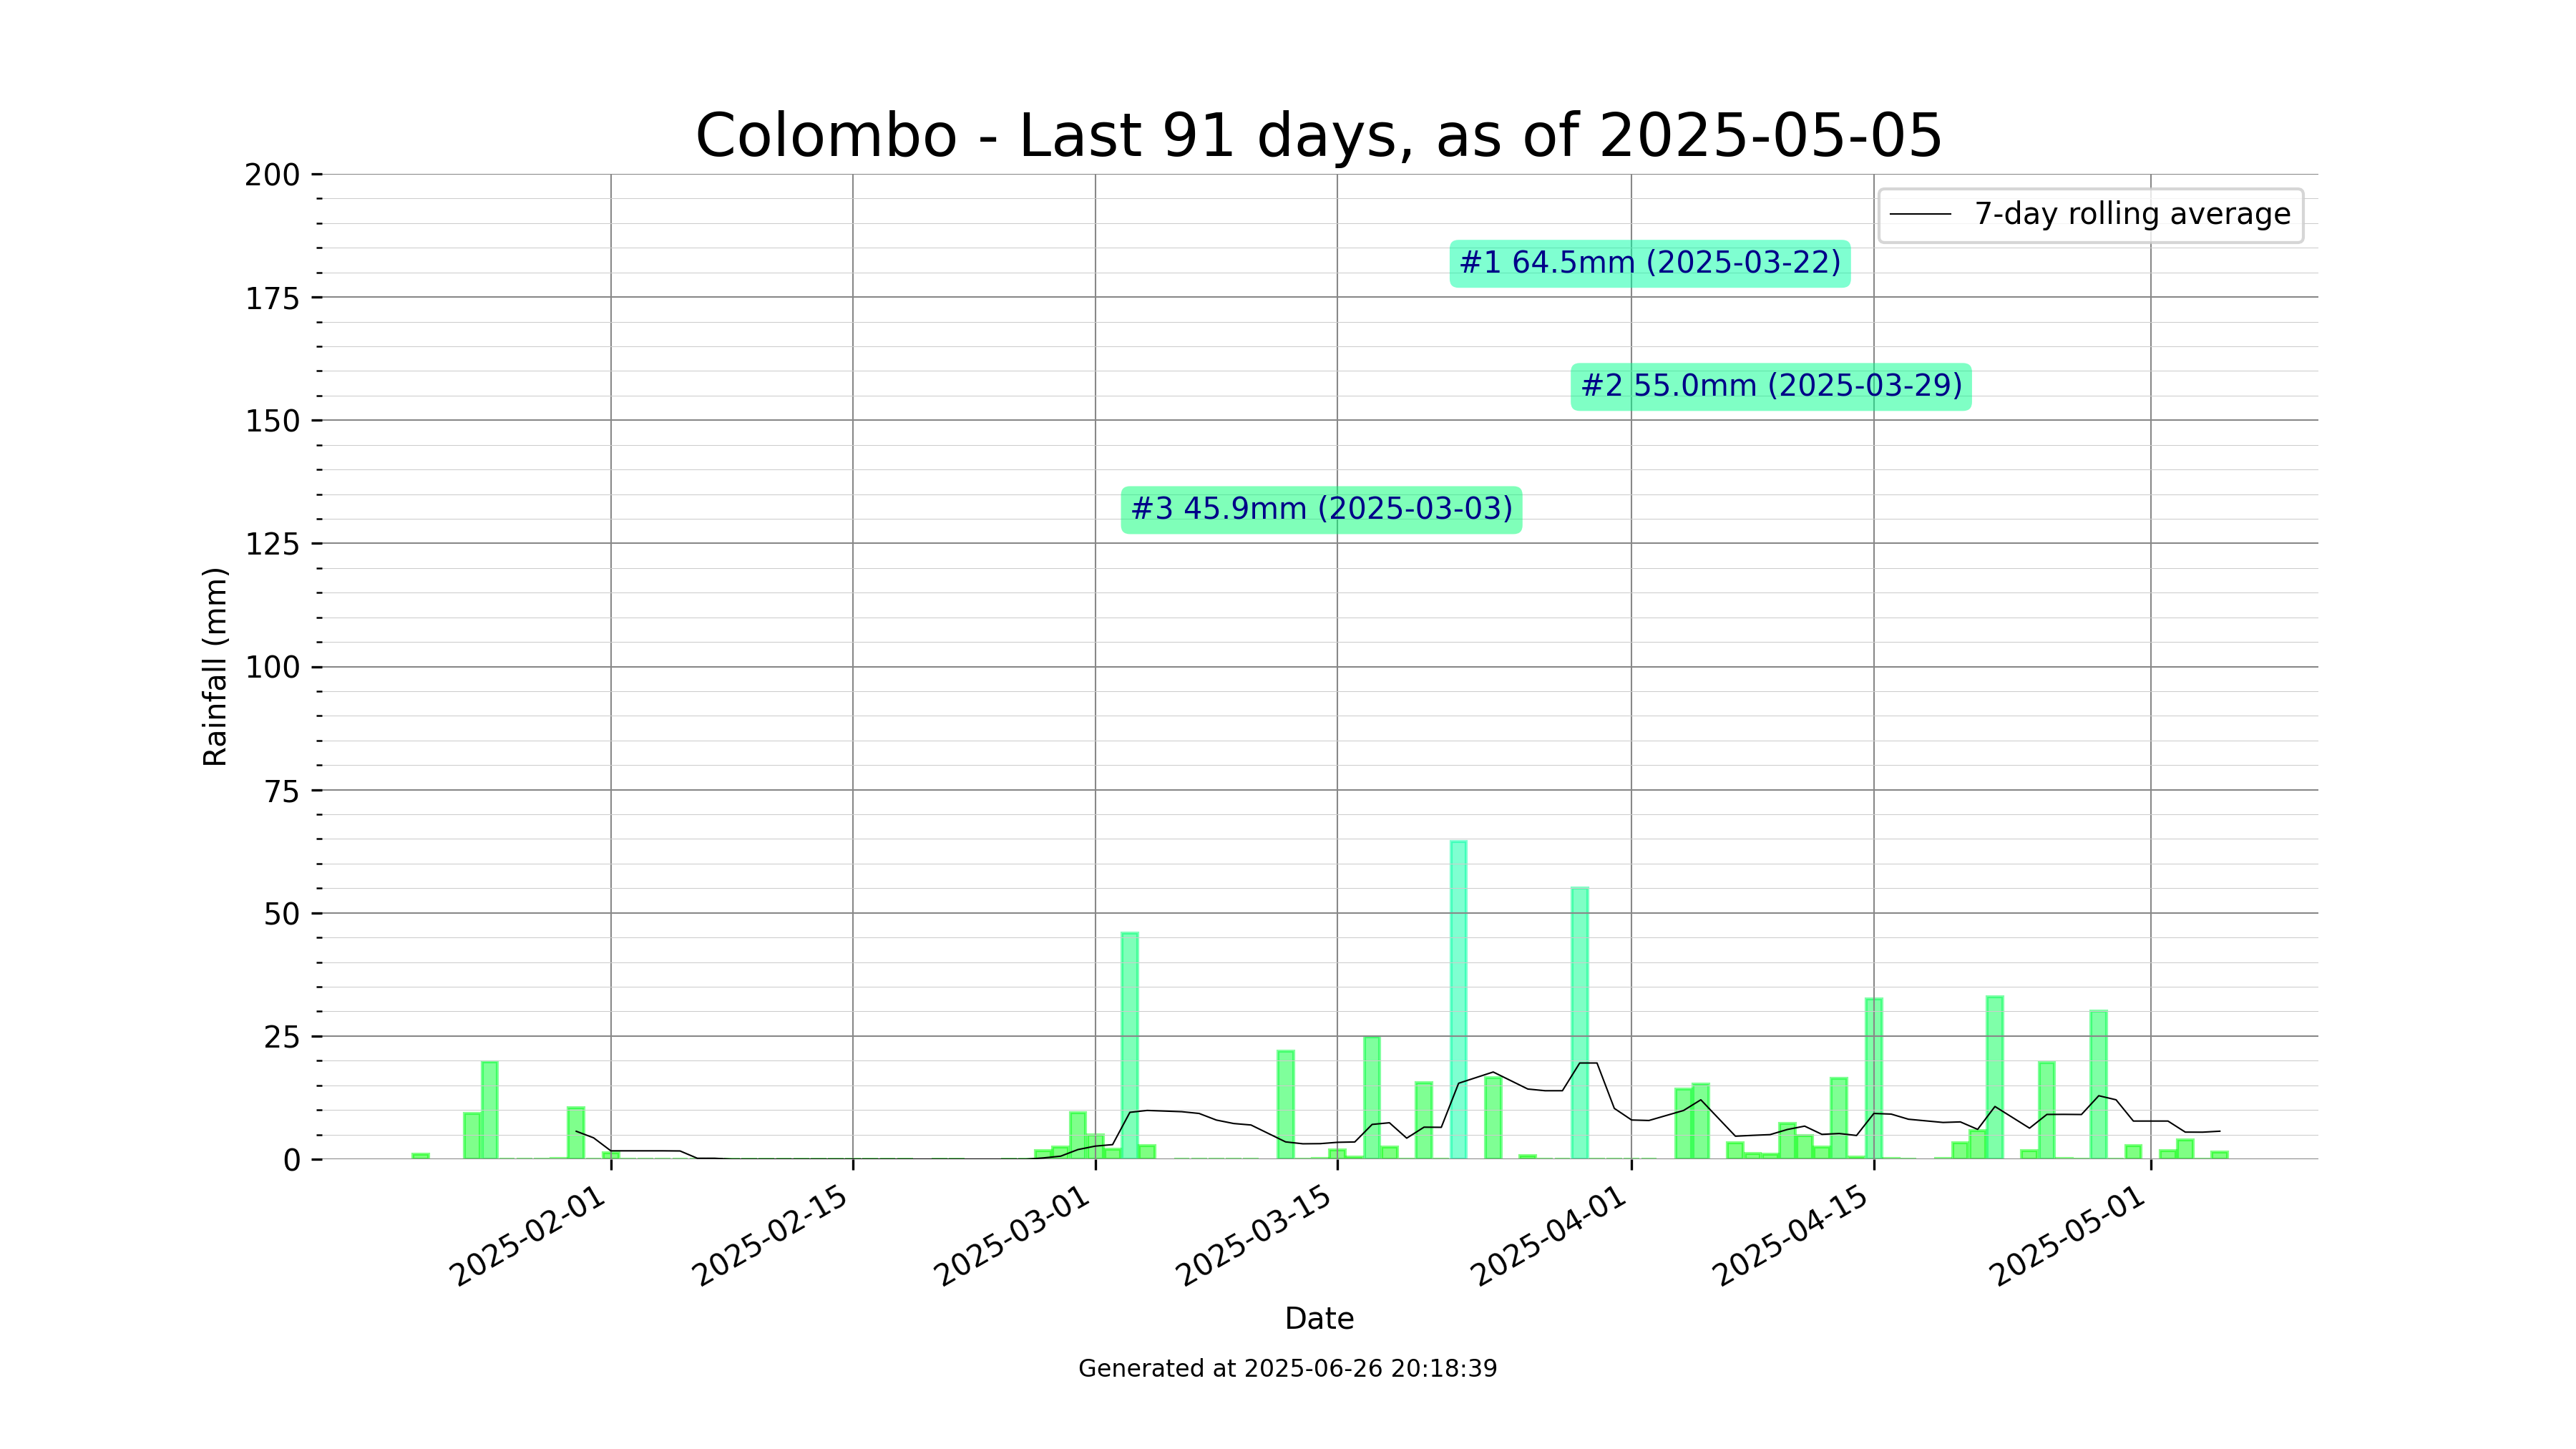 Colombo - Last 91 days, as of 2025-05-05
7-day rolling average
#1 64.5mm (2025-03-22)
#2 55.0mm (2025-03-29)
#3 45.9mm (2025-03-03)
Rainfall (mm)
200
175
150
125
100
75
50
25
0
2025-02-01
2025-02-15
2025-03-01
2025-03-15
2025-04-01
2025-04-15
2025-05-01
Date
Generated at 2025-06-26 20:18:39